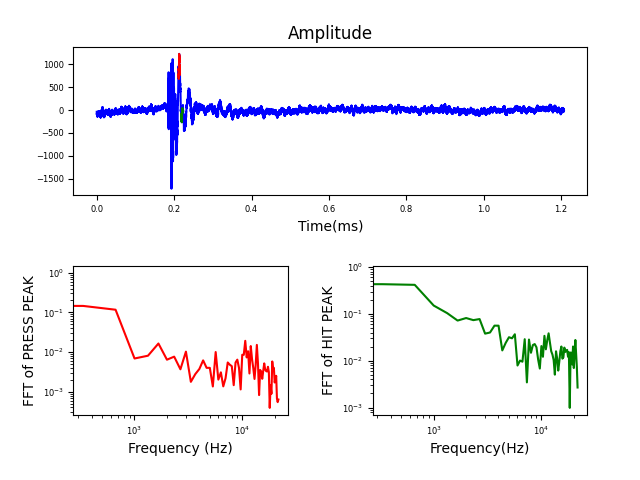 Amplitude
1000
500
0
−500
−1000
−1500
0.0 0.2 0.4 0.6 0.8 1.0 1.2
Time(ms)
FFT of PRESS PEAK
10⁰
10⁻¹
10⁻²
10⁻³
10³ 10⁴
Frequency (Hz)
FFT of HIT PEAK
10⁰
10⁻¹
10⁻²
10⁻³
10³ 10⁴
Frequency(Hz)